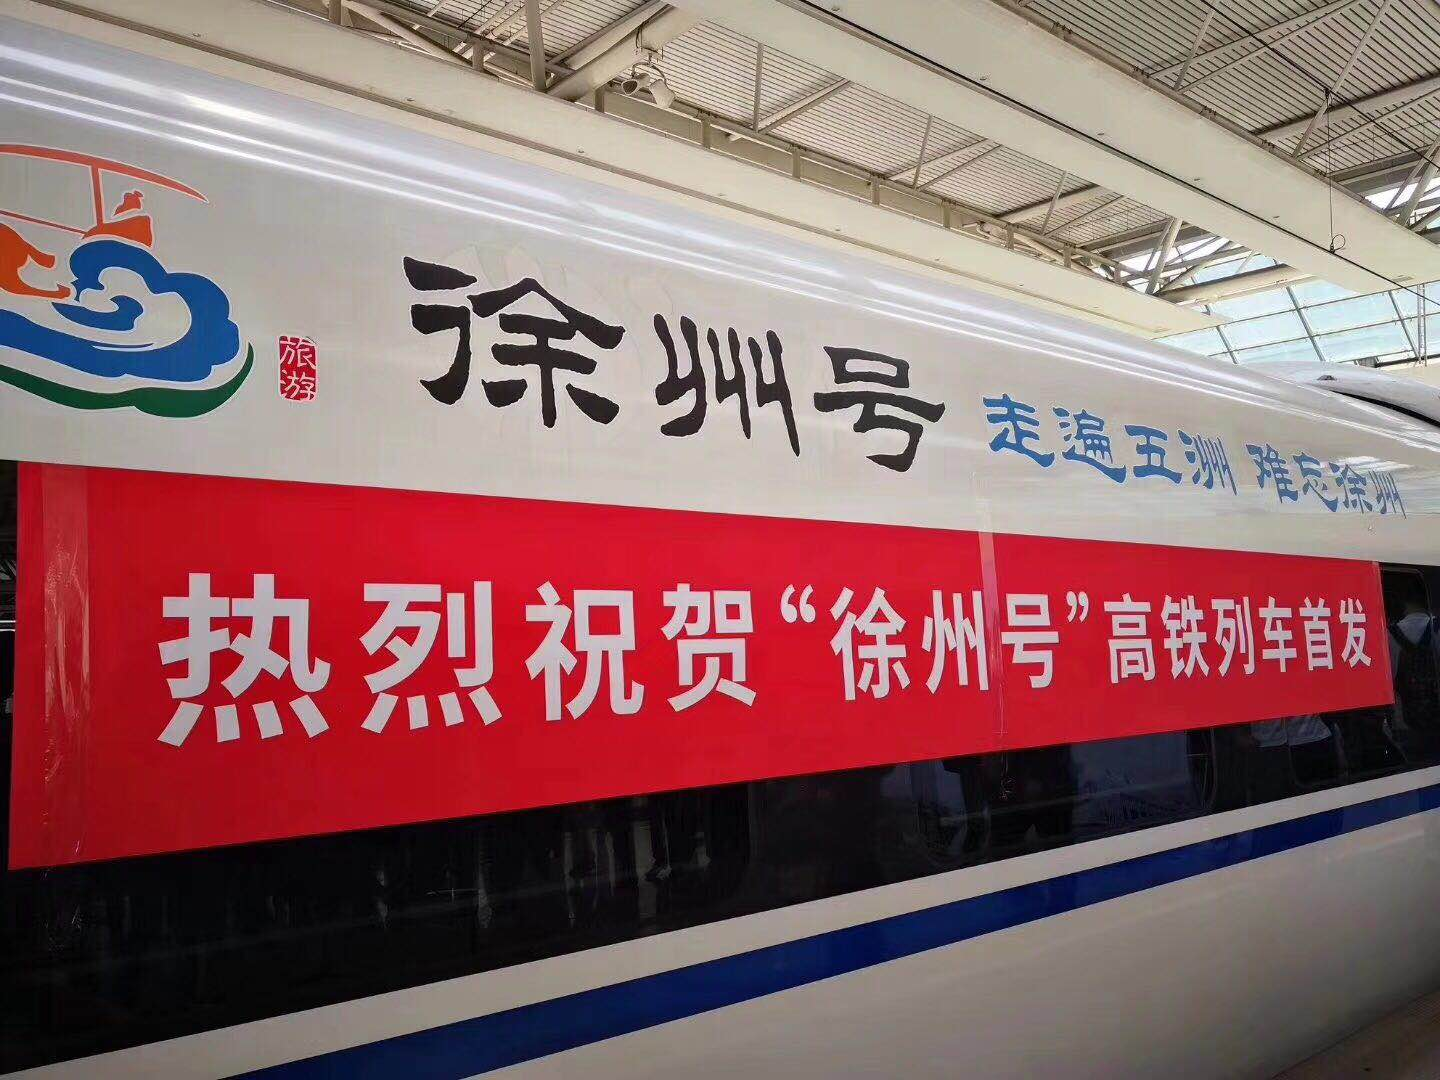 旅游
徐州号 走遍五洲 难忘徐州
热烈祝贺“徐州号”高铁列车首发